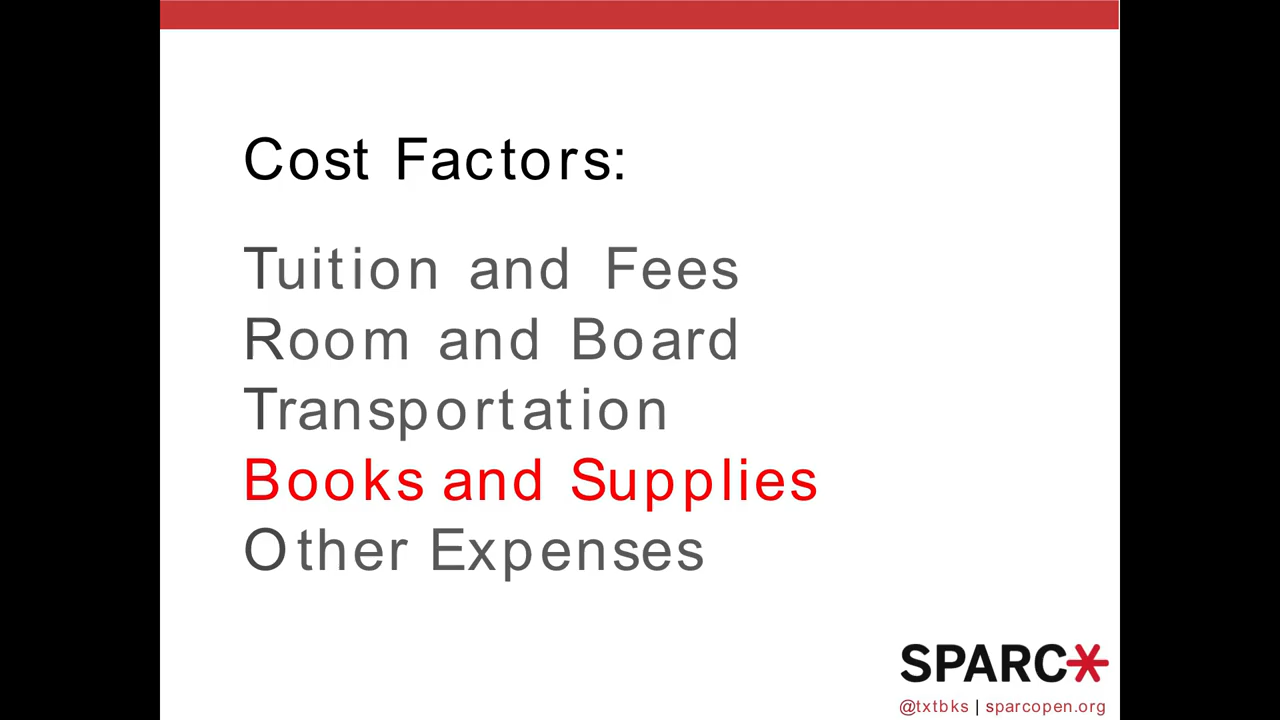 Cost Factors:
Tuition and Fees
Room and Board
Transportation
Books and Supplies
Other Expenses
SPARC
@txtbks | sparcopen.org